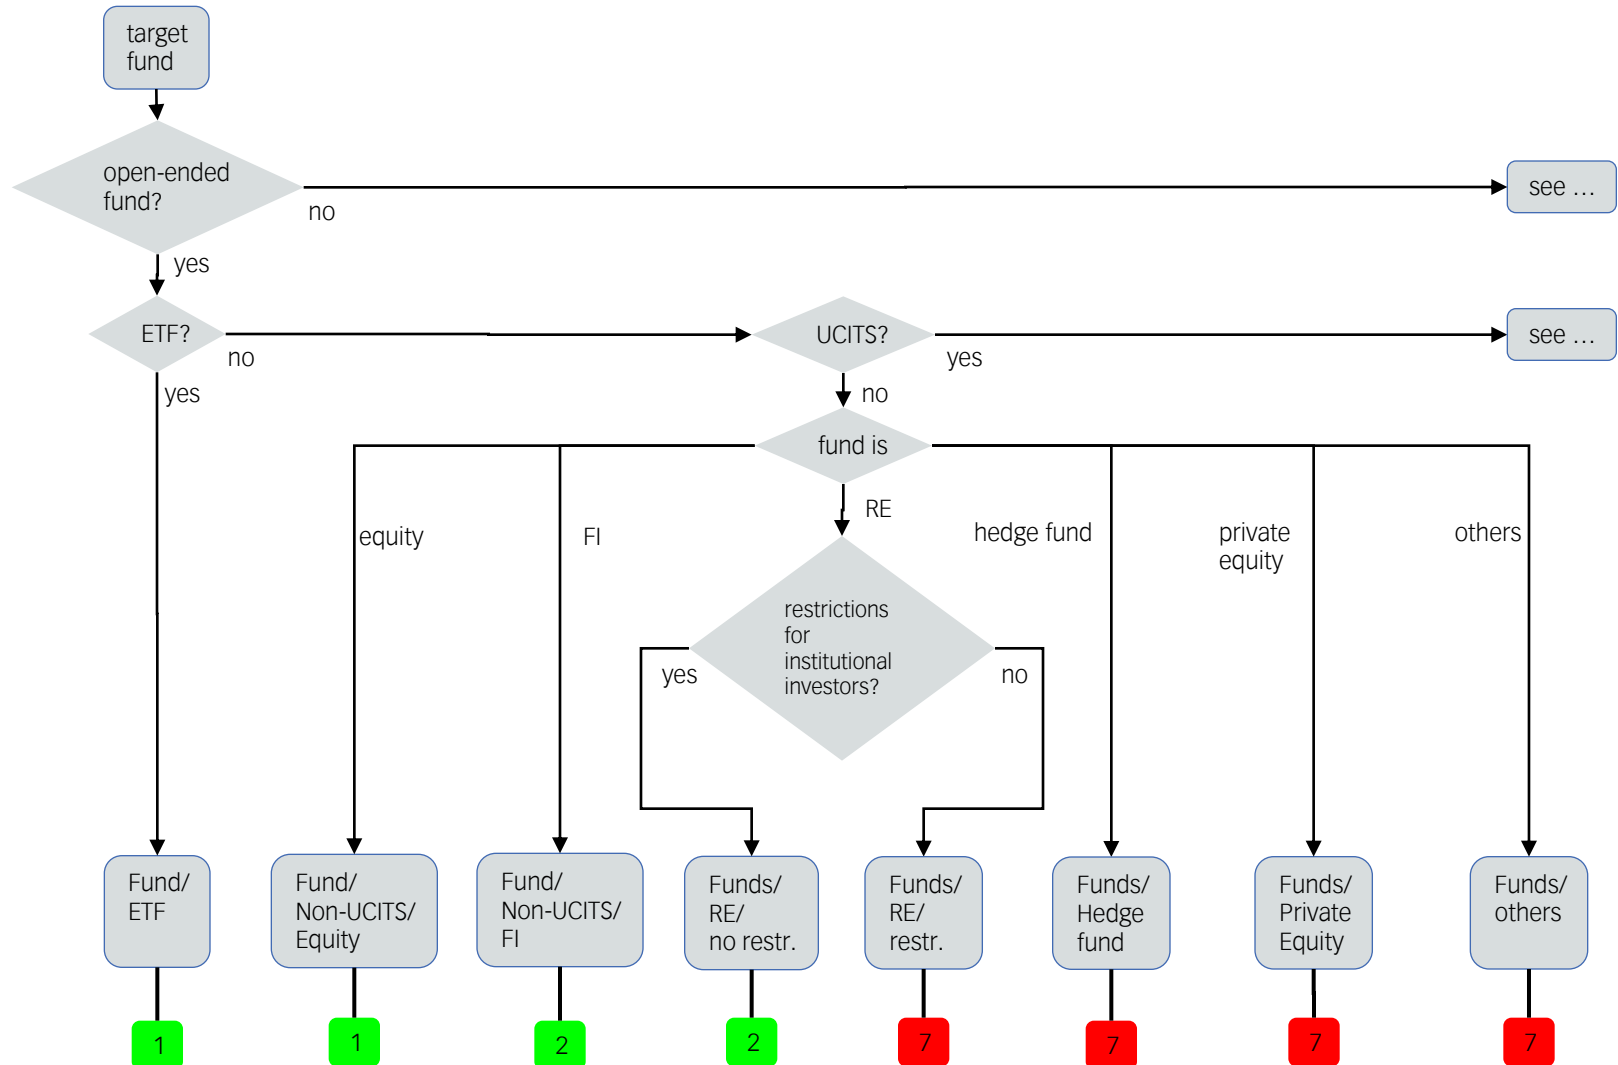 target
fund
open-ended
fund?
no
see …
yes
ETF?
no
UCITS?
yes
see …
yes
no
fund is
RE
equity
FI
hedge fund
private
equity
others
restrictions
for
institutional
investors?
yes
no
Fund/
ETF
Fund/
Non-UCITS/
Equity
Fund/
Non-UCITS/
FI
Funds/
RE/
no restr.
Funds/
RE/
restr.
Funds/
Hedge
fund
Funds/
Private
Equity
Funds/
others
1
1
2
2
7
7
7
7